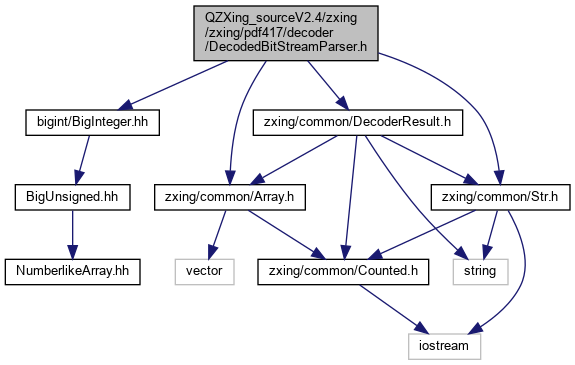 QZXing_sourceV2.4/zxing
/zxing/pdf417/decoder
/DecodedBitStreamParser.h
bigint/BigInteger.hh
zxing/common/DecoderResult.h
BigUnsigned.hh
zxing/common/Array.h
zxing/common/Str.h
NumberlikeArray.hh
vector
zxing/common/Counted.h
string
iostream